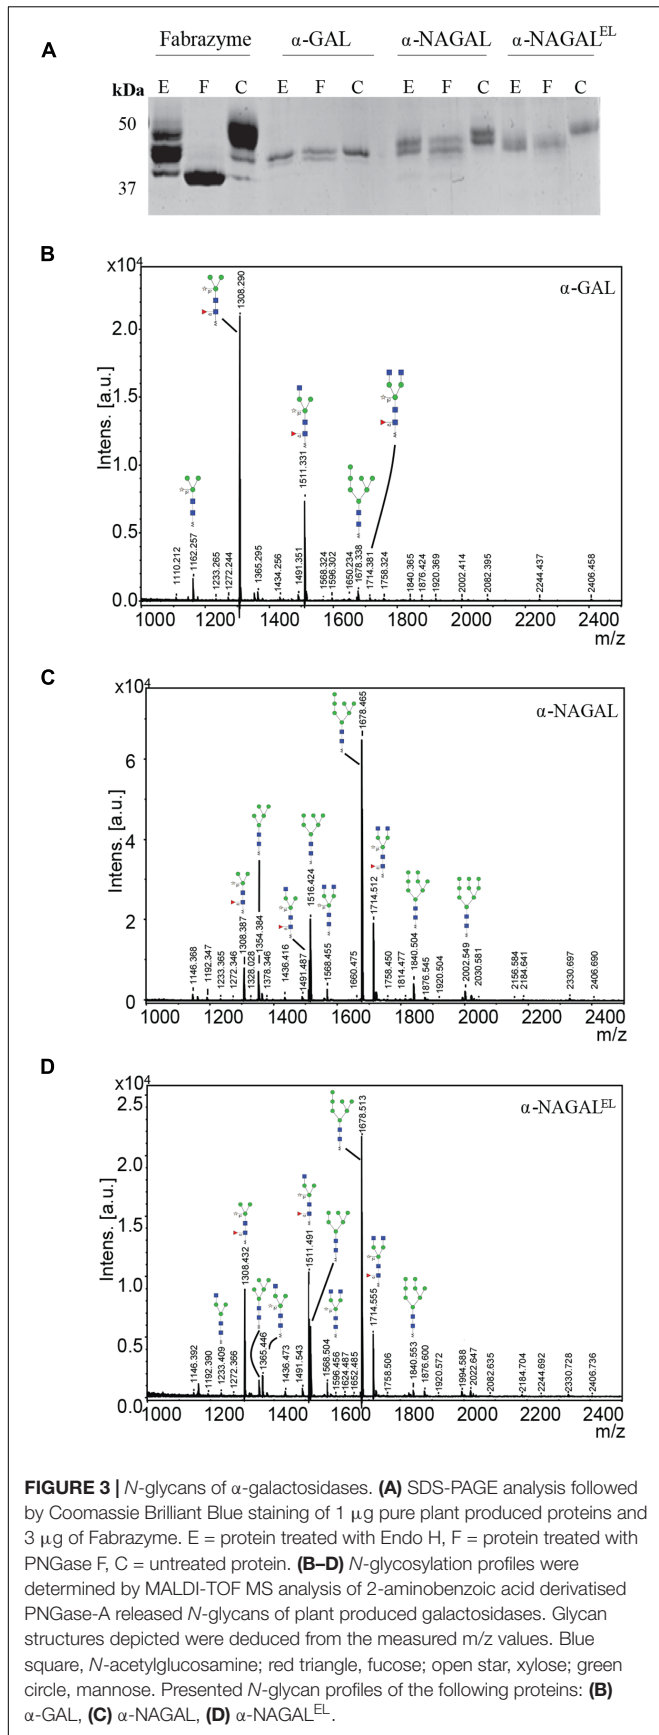 A
Fabrazyme α-GAL α-NAGAL α-NAGAL^EL
kDa E F C E F C E F C E F C
50
37
B
x10^4
α-GAL
Intens. [a.u.]
2.0
1.5
1.0
0.5
0.0
1110.212
1162.257
1233.265
1272.244
1308.290
1365.295
1434.256
1491.351
1511.331
1568.324
1596.302
1650.234
1678.338
1714.381
1758.324
1840.365
1876.424
1920.369
2002.414
2082.395
2244.437
2406.458
1000 1200 1400 1600 1800 2000 2200 2400
m/z
C
x10^4
α-NAGAL
Intens. [a.u.]
6
4
2
0
1146.368
1192.347
1233.365
1272.346
1308.387
1328.028
1354.384
1378.346
1436.416
1491.487
1516.424
1568.455
1660.475
1678.465
1714.512
1758.450
1814.477
1840.504
1876.545
1920.504
2002.549
2030.581
2156.584
2184.641
2330.697
2406.690
1000 1200 1400 1600 1800 2000 2200 2400
m/z
D
x10^4
α-NAGAL^EL
Intens. [a.u.]
2.5
2.0
1.5
1.0
0.5
0.0
1146.392
1192.390
1233.409
1272.366
1308.432
1365.446
1436.473
1491.543
1511.491
1568.504
1596.456
1624.487
1652.485
1678.513
1714.555
1758.506
1840.553
1876.600
1920.572
1994.588
2022.647
2082.635
2184.704
2244.692
2330.728
2406.736
1000 1200 1400 1600 1800 2000 2200 2400
m/z
FIGURE 3 | N-glycans of α-galactosidases. (A) SDS-PAGE analysis followed
by Coomassie Brilliant Blue staining of 1 μg pure plant produced proteins and
3 μg of Fabrazyme. E = protein treated with Endo H, F = protein treated with
PNGase F, C = untreated protein. (B–D) N-glycosylation profiles were
determined by MALDI-TOF MS analysis of 2-aminobenzoic acid derivatised
PNGase-A released N-glycans of plant produced galactosidases. Glycan
structures depicted were deduced from the measured m/z values. Blue
square, N-acetylglucosamine; red triangle, fucose; open star, xylose; green
circle, mannose. Presented N-glycan profiles of the following proteins: (B)
α-GAL, (C) α-NAGAL, (D) α-NAGAL^EL.